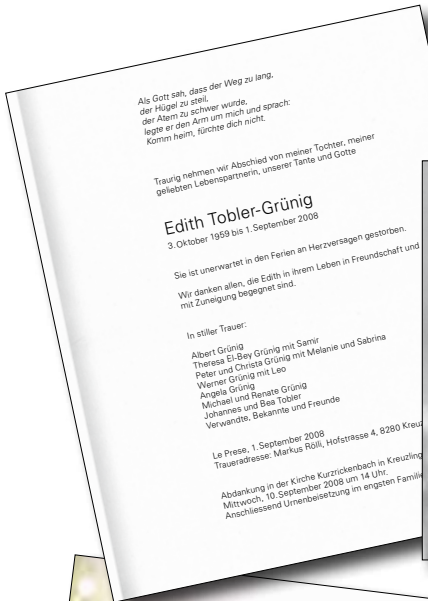 Als Gott sah, dass der Weg zu lang,
der Hügel zu steil,
der Atem zu schwer wurde,
legte er den Arm um mich und sprach:
Komm heim, fürchte dich nicht.
Traurig nehmen wir Abschied von meiner Tochter, meiner
geliebten Lebenspartnerin, unserer Tante und Gotte
Edith Tobler-Grünig
3. Oktober 1959 bis 1. September 2008
Sie ist unerwartet in den Ferien an Herzversagen gestorben.
Wir danken allen, die Edith in ihrem Leben in Freundschaft und
mit Zuneigung begegnet sind.
In stiller Trauer:
Albert Grünig
Theresa El-Bey Grünig mit Samir
Peter und Christa Grünig mit Melanie und Sabrina
Werner Grünig mit Leo
Angela Grünig
Michael und Renate Grünig
Johannes und Bea Tobler
Verwandte, Bekannte und Freunde
Le Prese, 1. September 2008
Traueradresse: Markus Rölli, Hofstrasse 4, 8280 Kreuz
Abdankung in der Kirche Kurzrickenbach in Kreuzling
Mittwoch, 10. September 2008 um 14 Uhr.
Anschliessend Urnenbeisetzung im engsten Familie